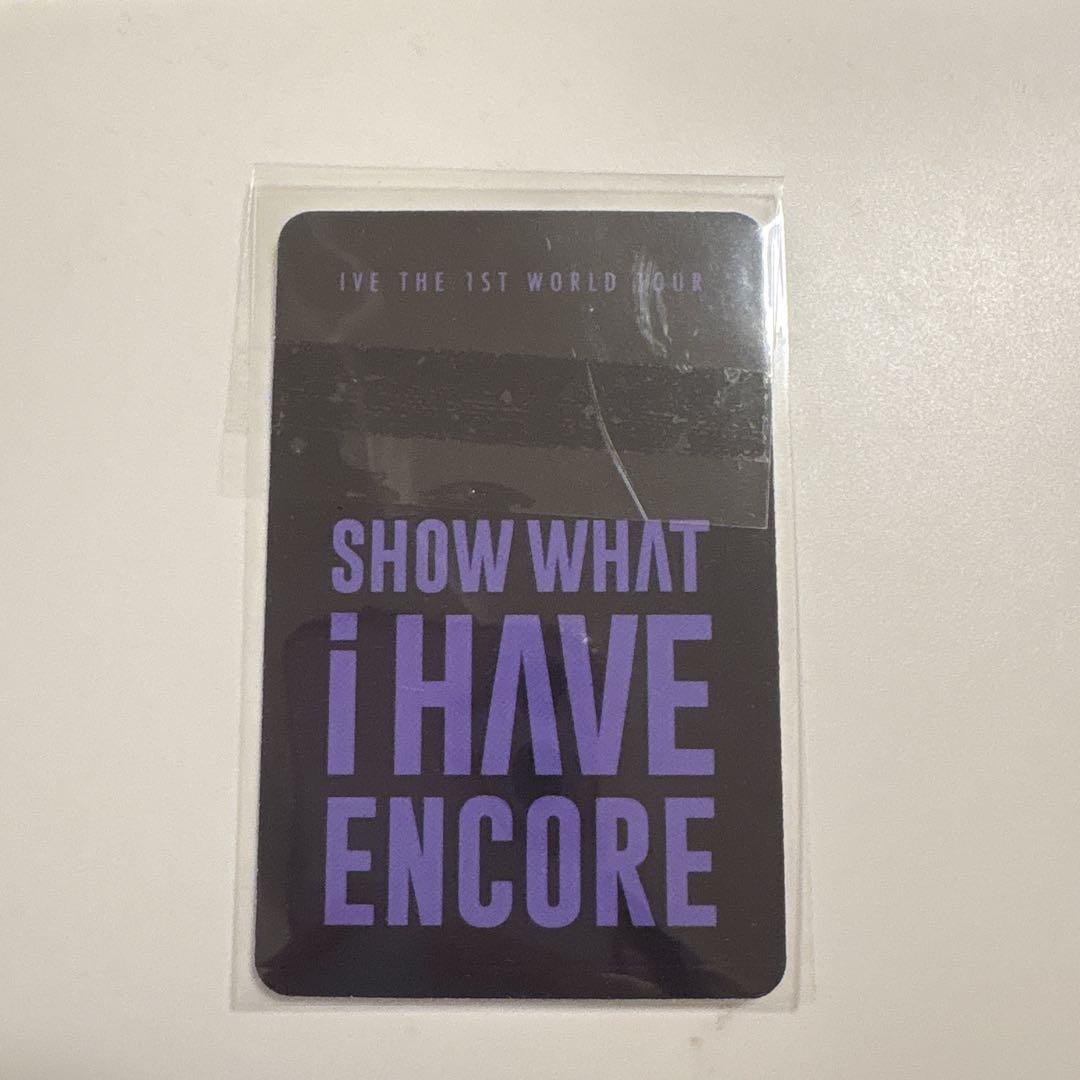 IVE THE 1ST WORLD TOUR
SHOW WHAT
i HAVE
ENCORE